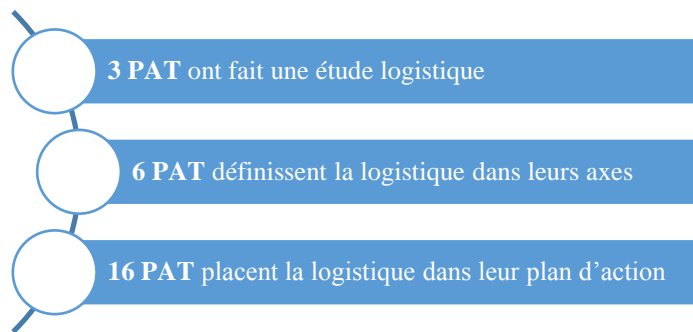 3 PAT ont fait une étude logistique
6 PAT définissent la logistique dans leurs axes
16 PAT placent la logistique dans leur plan d’action